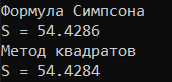 Формула Симпсона
S = 54.4286
Метод квадратов
S = 54.4284